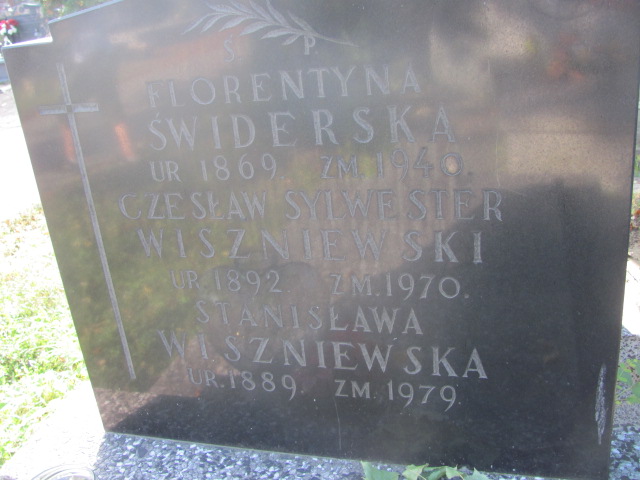 Ś P
FLORENTYNA
ŚWIDERSKA
UR 1869. ZM. 1940.
CZESŁAW SYLWESTER
WISZNIEWSKI
UR. 1892. ZM. 1970.
STANISŁAWA
WISZNIEWSKA
UR. 1889. ZM. 1979.